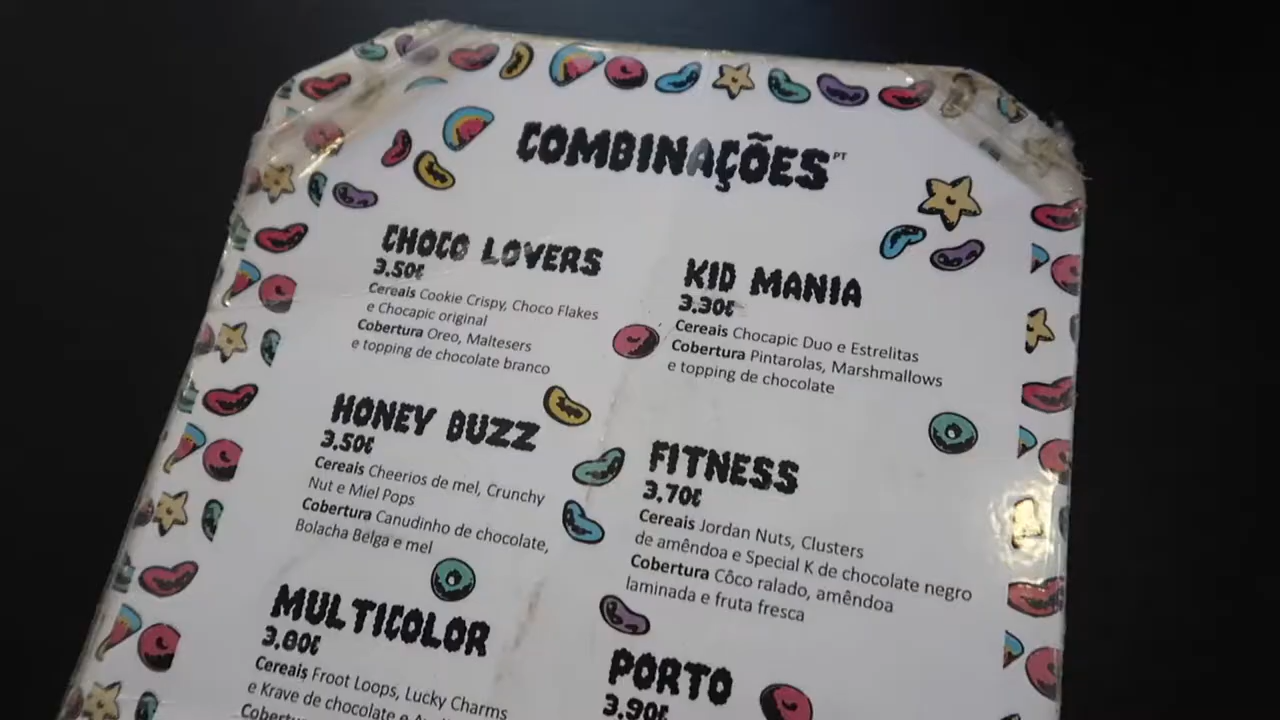 COMBINAÇÕES PT
CHOCO LOVERS
3.50€
Cereais Cookie Crispy, Choco Flakes
e Chocapic original
Cobertura Oreo, Maltesers
e topping de chocolate branco
KID MANIA
3.30€
Cereais Chocapic Duo e Estrelitas
Cobertura Pintarolas, Marshmallows
e topping de chocolate
HONEY BUZZ
3.50€
Cereais Cheerios de mel, Crunchy
Nut e Miel Pops
Cobertura Canudinho de chocolate,
Bolacha Belga e mel
FITNESS
3.70€
Cereais Jordan Nuts, Clusters
de amêndoa e Special K de chocolate negro
Cobertura Côco ralado, amêndoa
laminada e fruta fresca
MULTICOLOR
3.80€
Cereais Froot Loops, Lucky Charms
e Krave de chocolate e
PORTO
3.90€